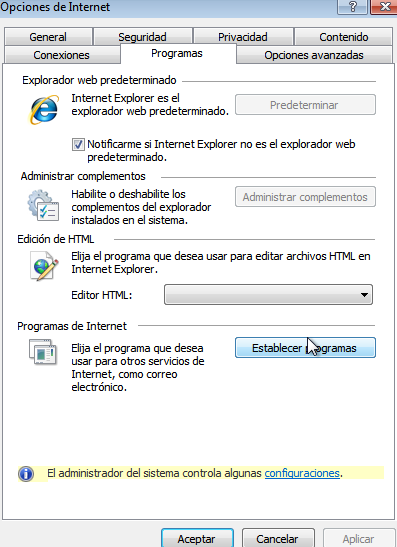 Opciones de Internet
General Seguridad Privacidad Contenido
Conexiones Programas Opciones avanzadas
Explorador web predeterminado
Internet Explorer es el
explorador web predeterminado.
Predeterminar
Notificarme si Internet Explorer no es el explorador web
predeterminado.
Administrar complementos
Habilite o deshabilite los
complementos del explorador
instalados en el sistema.
Administrar complementos
Edición de HTML
Elija el programa que desea usar para editar archivos HTML en
Internet Explorer.
Editor HTML:
Programas de Internet
Elija el programa que desea
usar para otros servicios de
Internet, como correo
electrónico.
Establecer programas
El administrador del sistema controla algunas configuraciones.
Aceptar Cancelar Aplicar